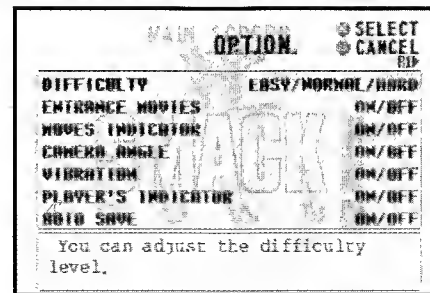 OPTION.
SELECT
CANCEL
DIFFICULTY EASY/NORMAL/HARD
ENTRANCE MOVIES ON/OFF
MOVES INDICATOR ON/OFF
CAMERA ANGLE ON/OFF
VIBRATION ON/OFF
PLAYER'S INDICATOR ON/OFF
AUTO SAVE ON/OFF
You can adjust the difficulty
level.